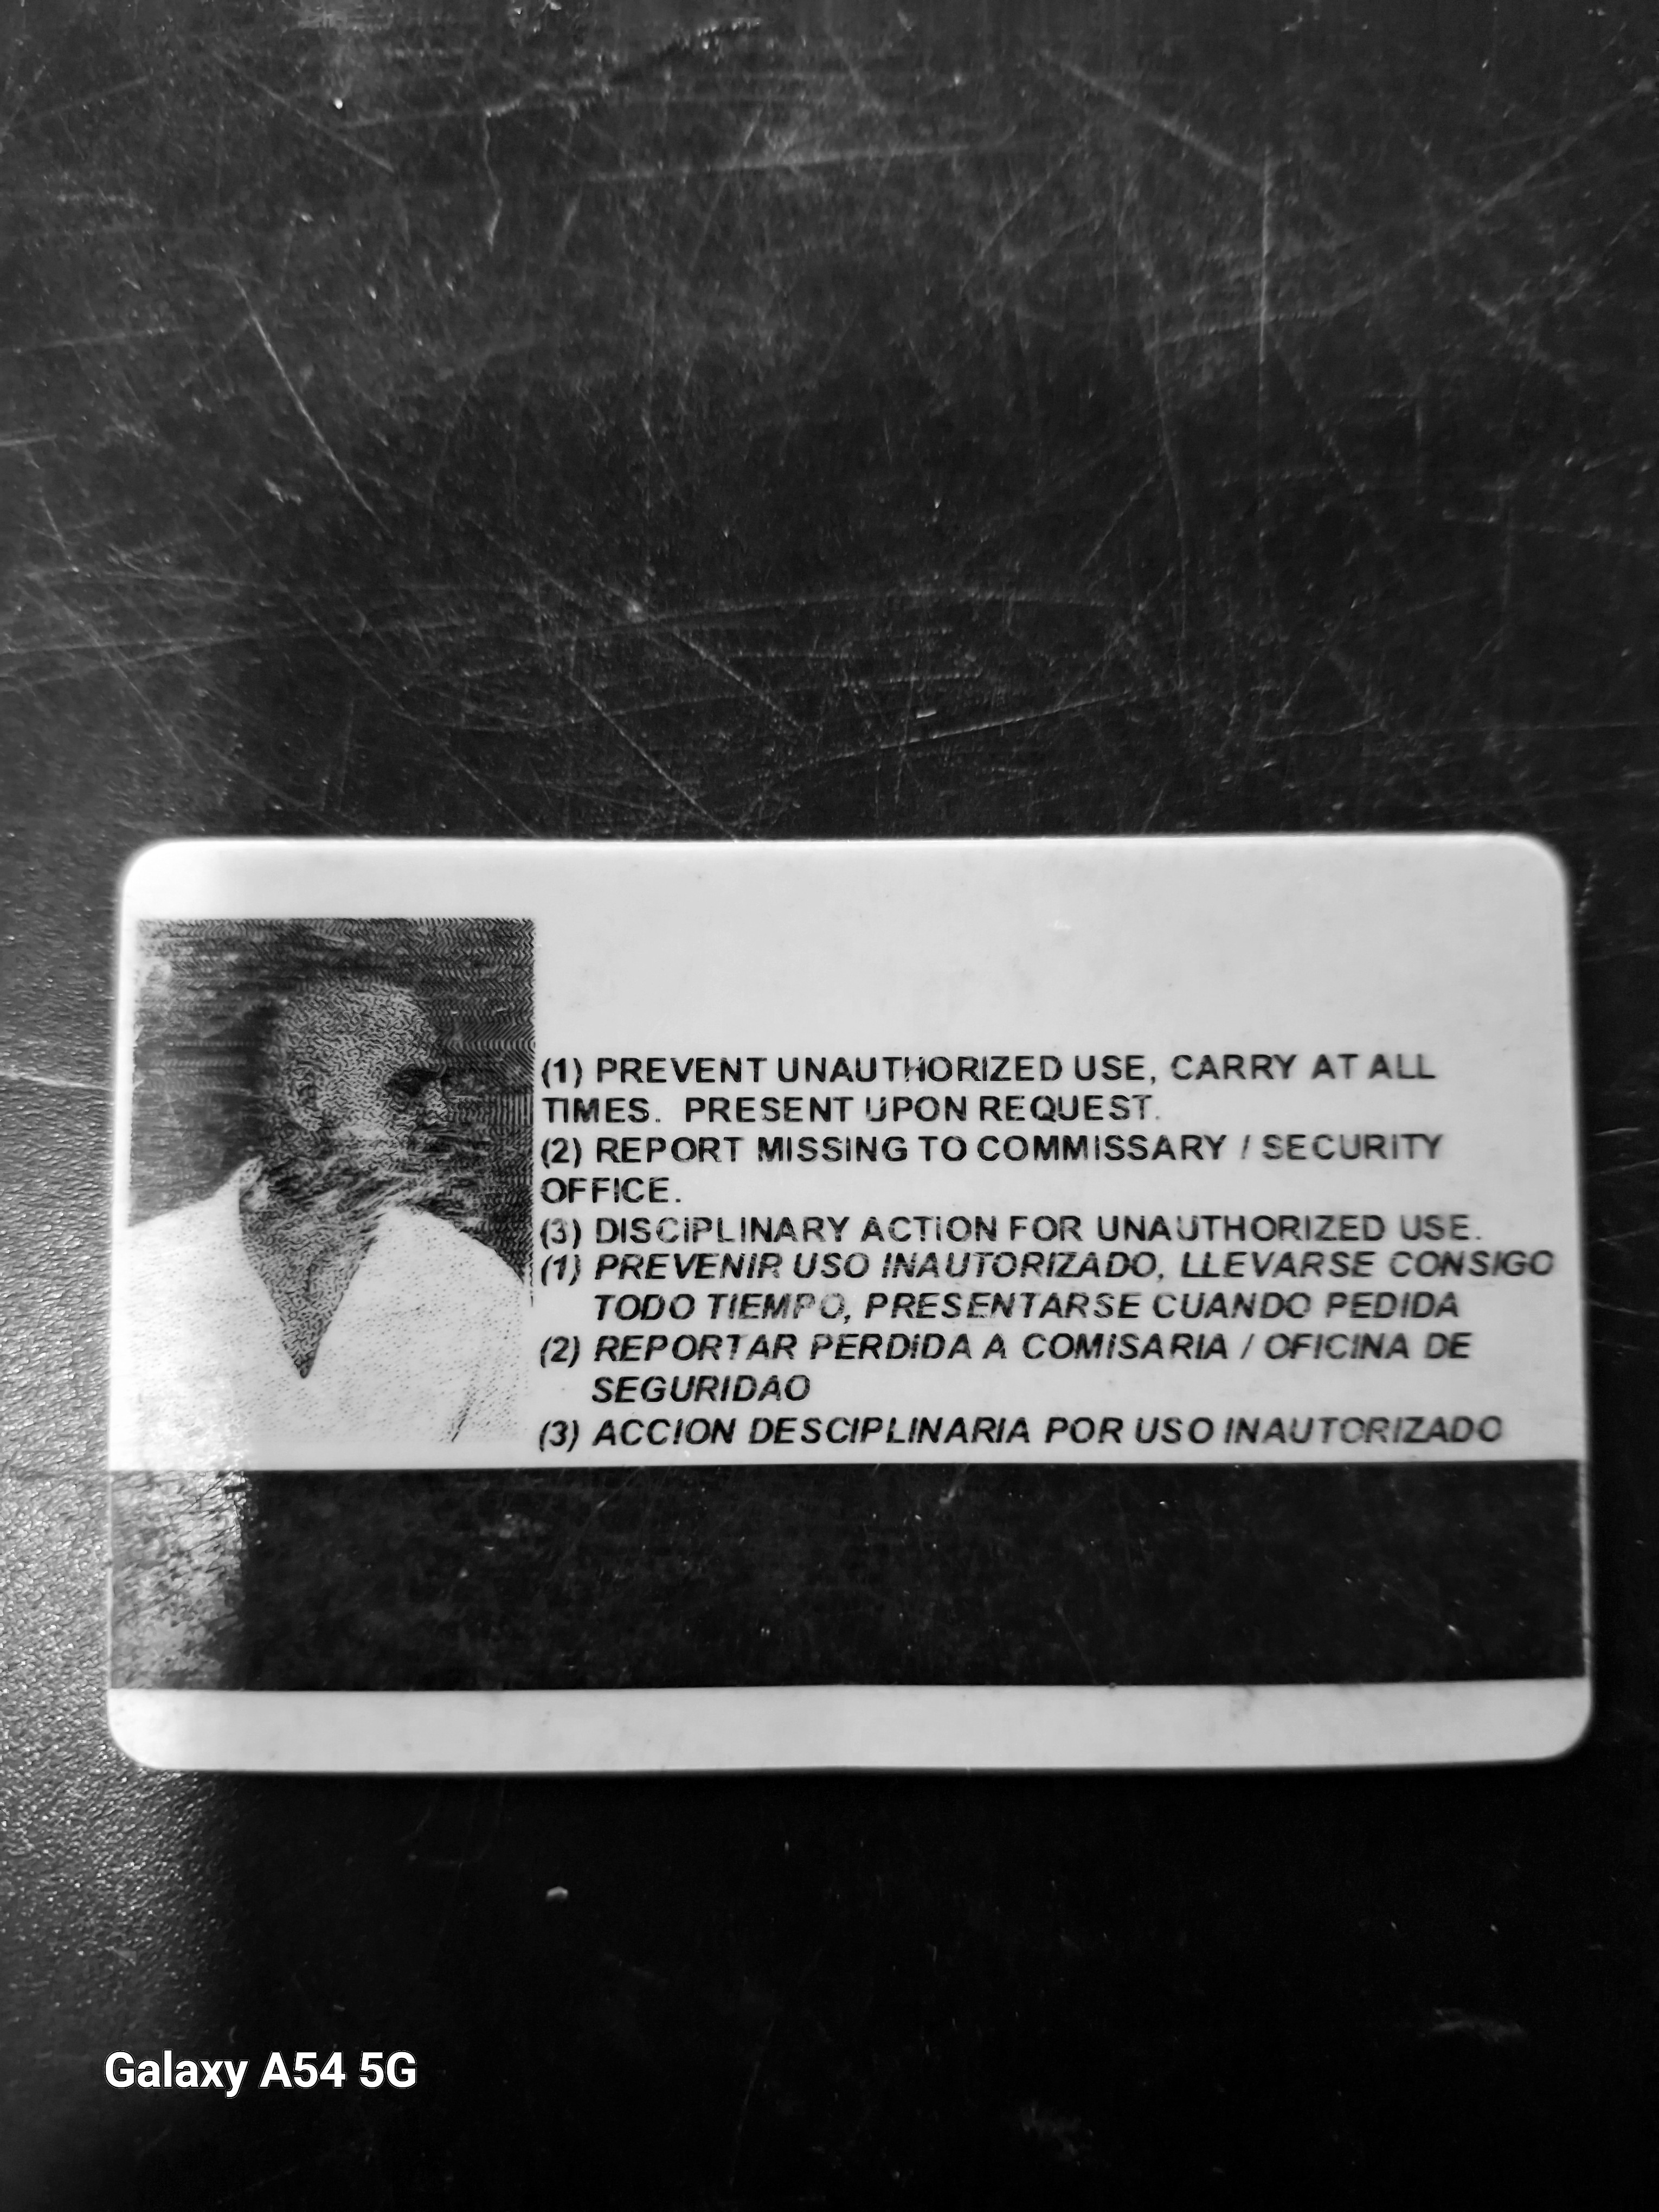 (1) PREVENT UNAUTHORIZED USE, CARRY AT ALL
TIMES. PRESENT UPON REQUEST.
(2) REPORT MISSING TO COMMISSARY / SECURITY
OFFICE.
(3) DISCIPLINARY ACTION FOR UNAUTHORIZED USE.
(1) PREVENIR USO INAUTORIZADO, LLEVARSE CONSIGO
TODO TIEMPO, PRESENTARSE CUANDO PEDIDA
(2) REPORTAR PERDIDA A COMISARIA / OFICINA DE
SEGURIDAO
(3) ACCION DESCIPLINARIA POR USO INAUTORIZADO
Galaxy A54 5G